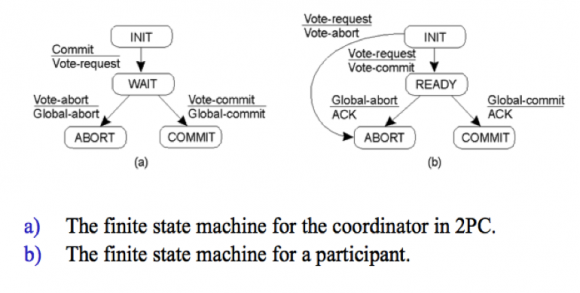 INIT
Commit
Vote-request
WAIT
Vote-abort
Global-abort
Vote-commit
Global-commit
ABORT
COMMIT
(a)
Vote-request
Vote-abort
INIT
Vote-request
Vote-commit
READY
Global-abort
ACK
Global-commit
ACK
ABORT
COMMIT
(b)
a) The finite state machine for the coordinator in 2PC.
b) The finite state machine for a participant.